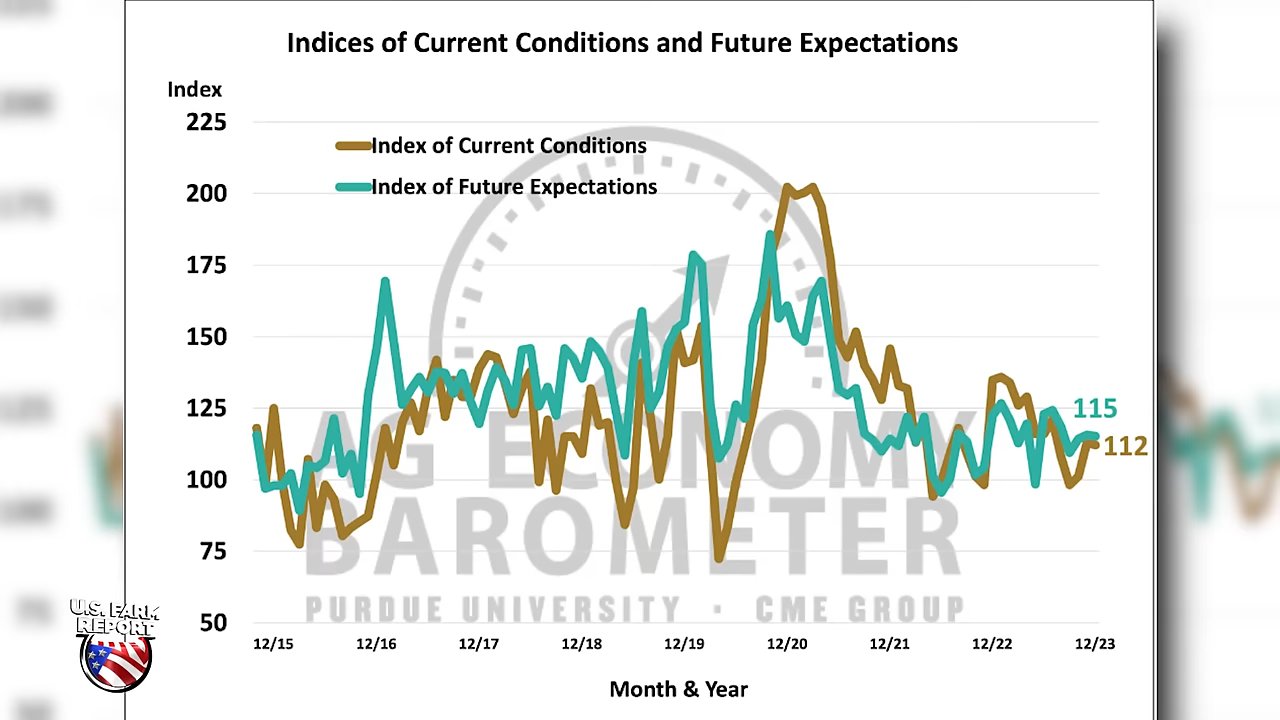 Indices of Current Conditions and Future Expectations
Index
225
Index of Current Conditions
Index of Future Expectations
200
175
150
125
115
112
100
75
50
AG ECONOMY
BAROMETER
PURDUE UNIVERSITY · CME GROUP
12/15 12/16 12/17 12/18 12/19 12/20 12/21 12/22 12/23
Month & Year
U.S. FARM
REPORT